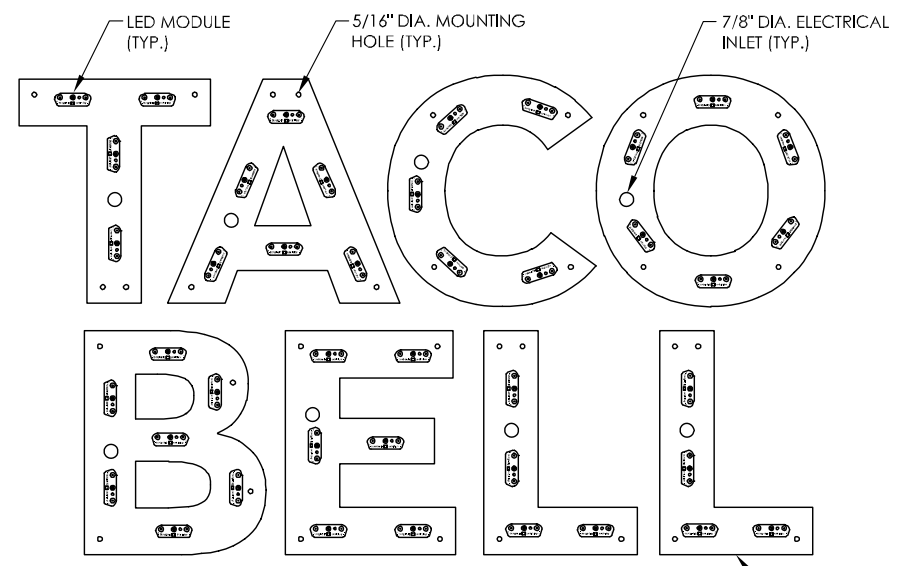 LED MODULE
(TYP.)
5/16" DIA. MOUNTING
HOLE (TYP.)
7/8" DIA. ELECTRICAL
INLET (TYP.)
TACO
BELL